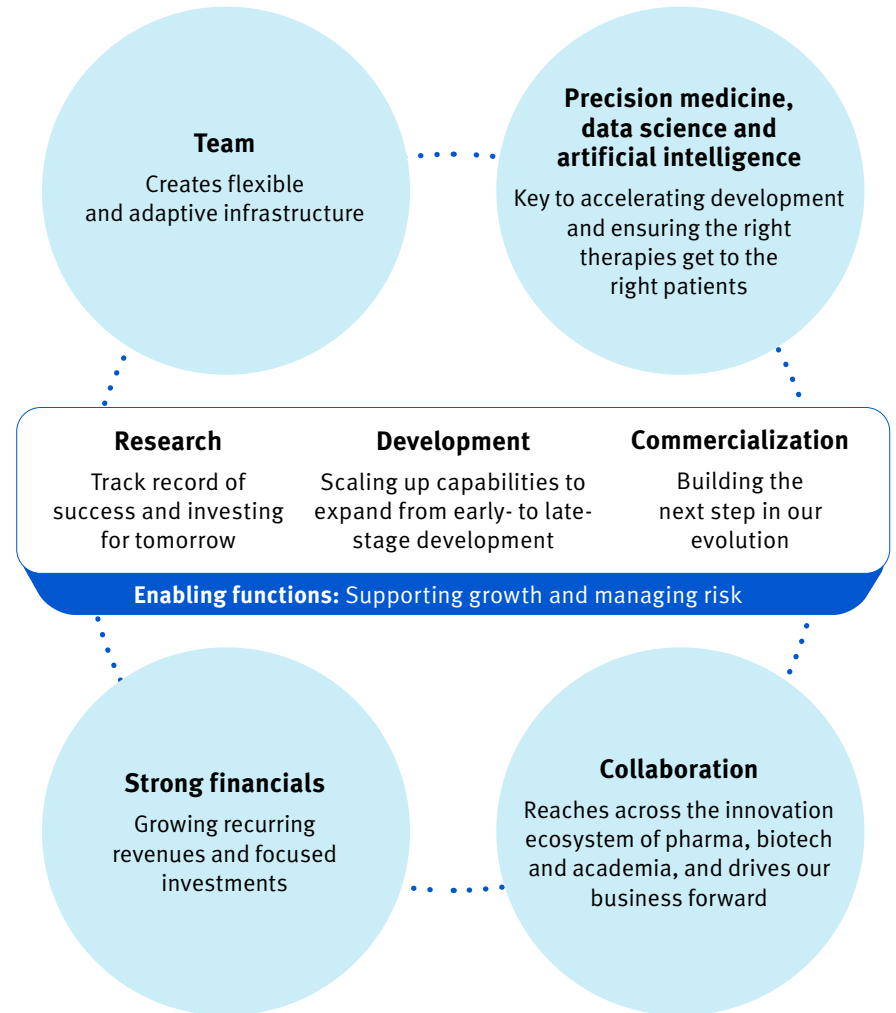 Team
Creates flexible
and adaptive infrastructure
Precision medicine,
data science and
artificial intelligence
Key to accelerating development
and ensuring the right
therapies get to the
right patients
Research
Track record of
success and investing
for tomorrow
Development
Scaling up capabilities to
expand from early- to late-
stage development
Commercialization
Building the
next step in our
evolution
Enabling functions: Supporting growth and managing risk
Strong financials
Growing recurring
revenues and focused
investments
Collaboration
Reaches across the innovation
ecosystem of pharma, biotech
and academia, and drives our
business forward